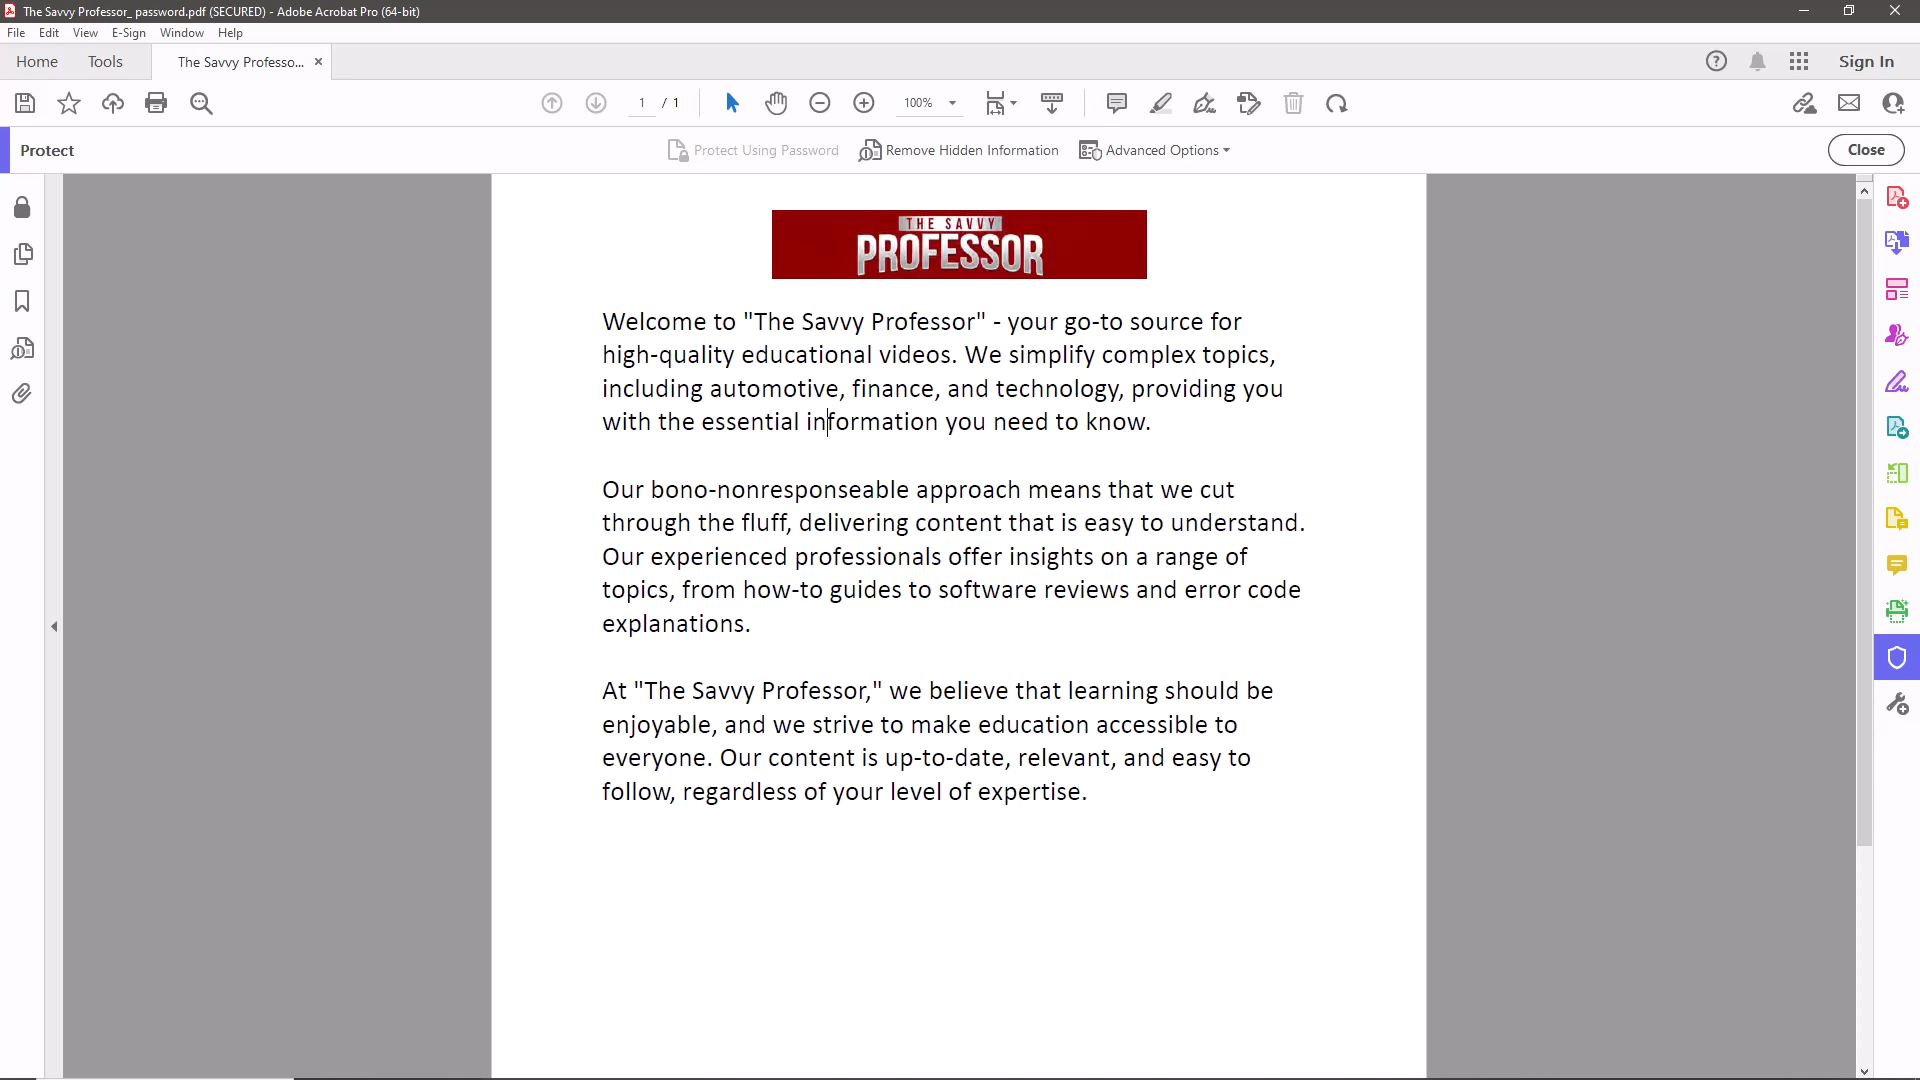 The Savvy Professor_ password.pdf (SECURED) - Adobe Acrobat Pro (64-bit)
File Edit View E-Sign Window Help
Home Tools The Savvy Professo... Sign In
1 / 1 100%
Protect Protect Using Password Remove Hidden Information Advanced Options Close
THE SAVVY
PROFESSOR
Welcome to "The Savvy Professor" - your go-to source for
high-quality educational videos. We simplify complex topics,
including automotive, finance, and technology, providing you
with the essential information you need to know.
Our bono-nonresponseable approach means that we cut
through the fluff, delivering content that is easy to understand.
Our experienced professionals offer insights on a range of
topics, from how-to guides to software reviews and error code
explanations.
At "The Savvy Professor," we believe that learning should be
enjoyable, and we strive to make education accessible to
everyone. Our content is up-to-date, relevant, and easy to
follow, regardless of your level of expertise.